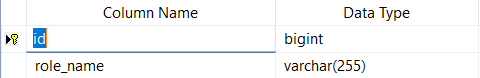 Column Name Data Type
id bigint
role_name varchar(255)